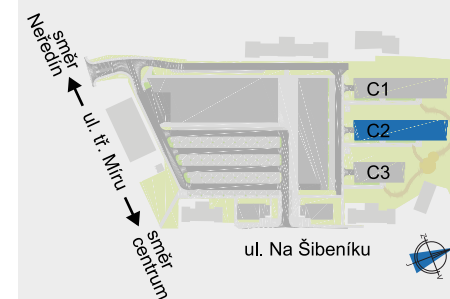 směr
Neředín
ul. tř. Míru
směr
centrum
C1
C2
C3
ul. Na Šibeníku